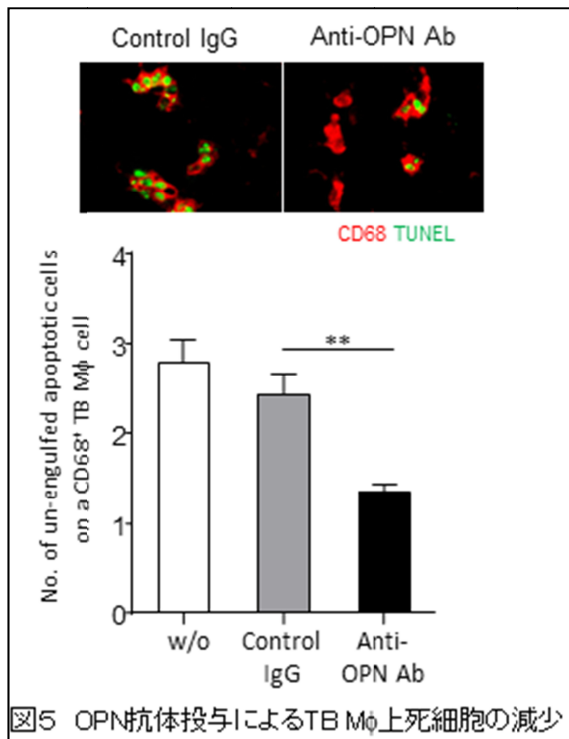 Control IgG Anti-OPN Ab
CD68 TUNEL
No. of un-engulfed apoptotic cells
on a CD68⁺ TB Mϕ cell
4
3
2
1
0
**
w/o Control IgG Anti-OPN Ab
図5 OPN抗体投与によるTB Mϕ上死細胞の減少